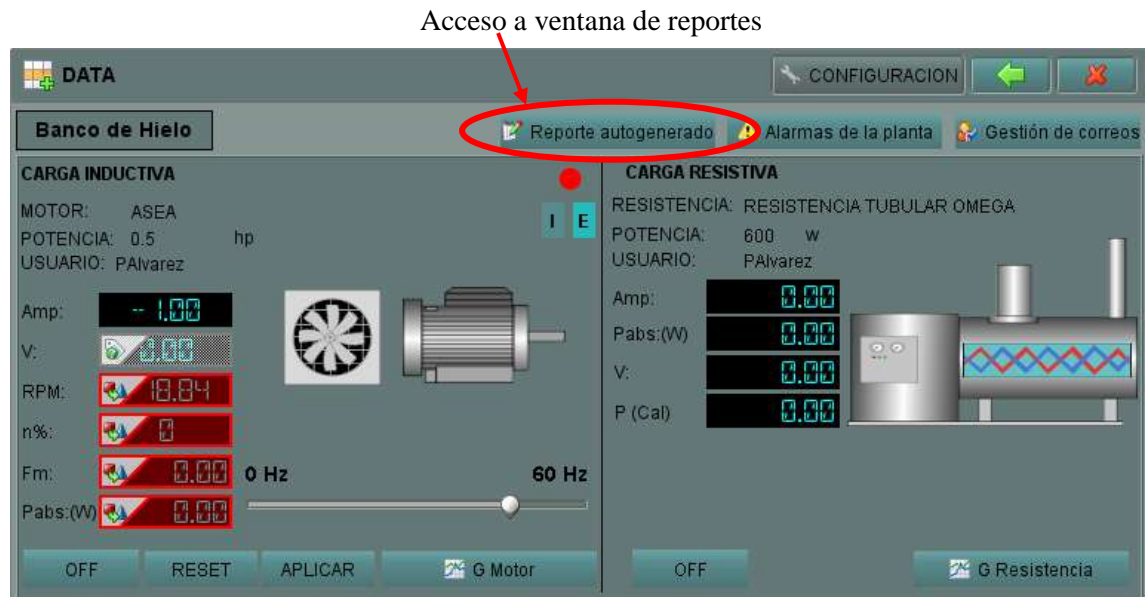 Acceso a ventana de reportes
DATA
CONFIGURACION
Banco de Hielo
Reporte autogenerado
Alarmas de la planta
Gestión de correos
CARGA INDUCTIVA
MOTOR: ASEA
POTENCIA: 0.5 hp
USUARIO: PAlvarez
I E
Amp: - 1.00
V: 0.00
RPM: 18.84
n%: 0
Fm: 0.00
Pabs:(W) 0.00
0 Hz 60 Hz
OFF RESET APLICAR G Motor
CARGA RESISTIVA
RESISTENCIA: RESISTENCIA TUBULAR OMEGA
POTENCIA: 600 W
USUARIO: PAlvarez
Amp: 0.00
Pabs:(W) 0.00
V: 0.00
P (Cal) 0.00
OFF G Resistencia